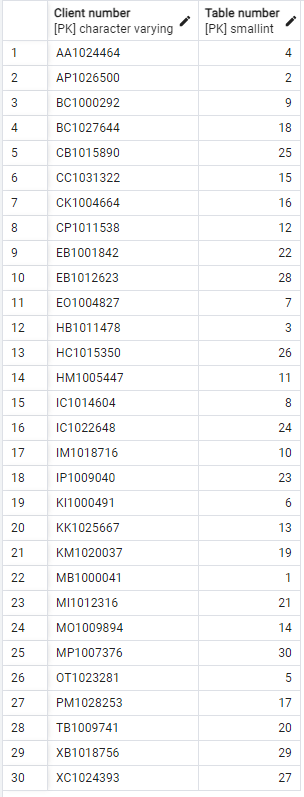 Client number Table number
[PK] character varying [PK] smallint
1 AA1024464 4
2 AP1026500 2
3 BC1000292 9
4 BC1027644 18
5 CB1015890 25
6 CC1031322 15
7 CK1004664 16
8 CP1011538 12
9 EB1001842 22
10 EB1012623 28
11 EO1004827 7
12 HB1011478 3
13 HC1015350 26
14 HM1005447 11
15 IC1014604 8
16 IC1022648 24
17 IM1018716 10
18 IP1009040 23
19 KI1000491 6
20 KK1025667 13
21 KM1020037 19
22 MB1000041 1
23 MI1012316 21
24 MO1009894 14
25 MP1007376 30
26 OT1023281 5
27 PM1028253 17
28 TB1009741 20
29 XB1018756 29
30 XC1024393 27